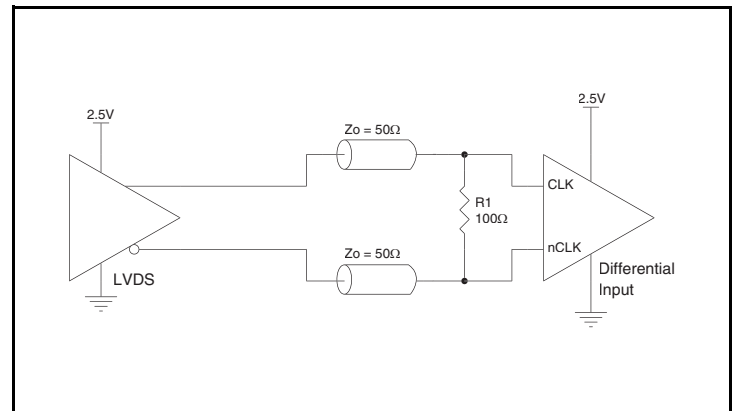 2.5V
2.5V
Zo = 50Ω
CLK
R1
100Ω
Zo = 50Ω
nCLK
LVDS
Differential
Input